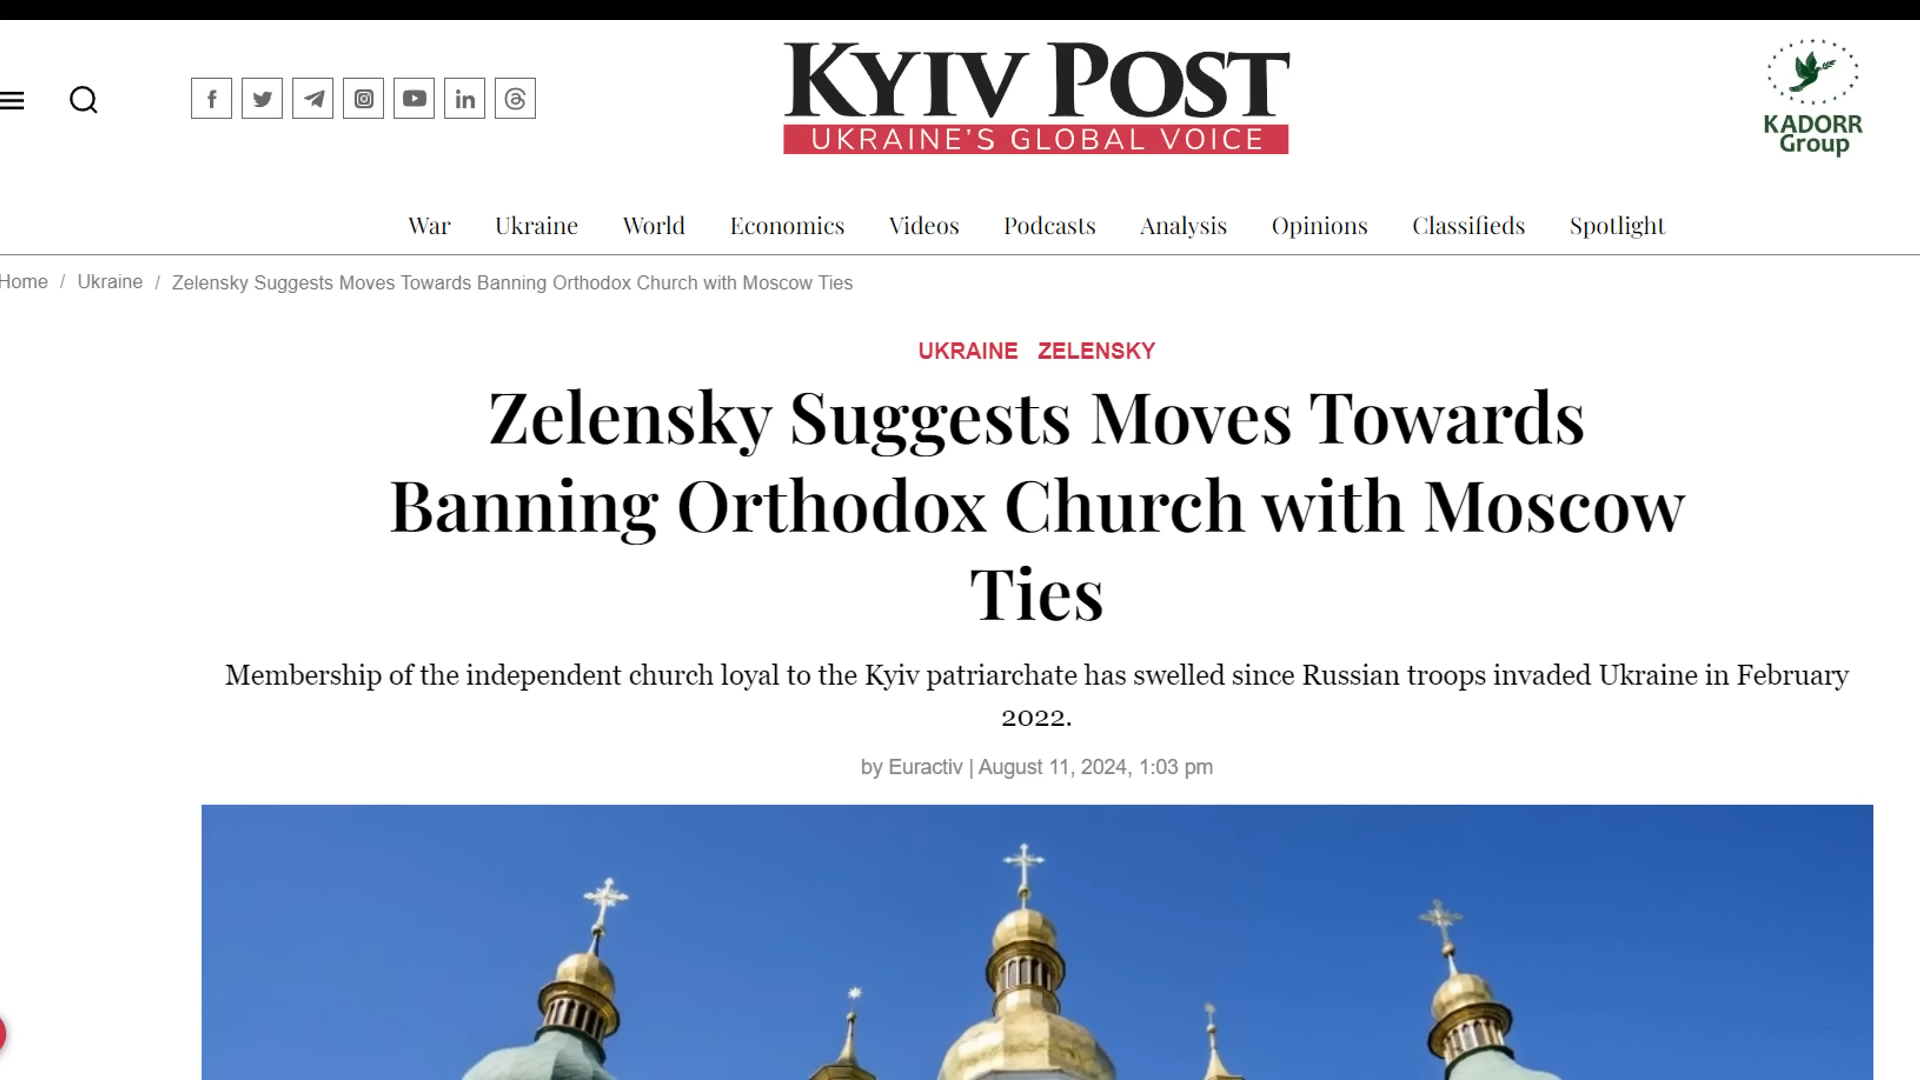 KYIV POST
UKRAINE'S GLOBAL VOICE
KADORR
Group
War Ukraine World Economics Videos Podcasts Analysis Opinions Classifieds Spotlight
Home / Ukraine / Zelensky Suggests Moves Towards Banning Orthodox Church with Moscow Ties
UKRAINE ZELENSKY
Zelensky Suggests Moves Towards
Banning Orthodox Church with Moscow
Ties
Membership of the independent church loyal to the Kyiv patriarchate has swelled since Russian troops invaded Ukraine in February
2022.
by Euractiv | August 11, 2024, 1:03 pm